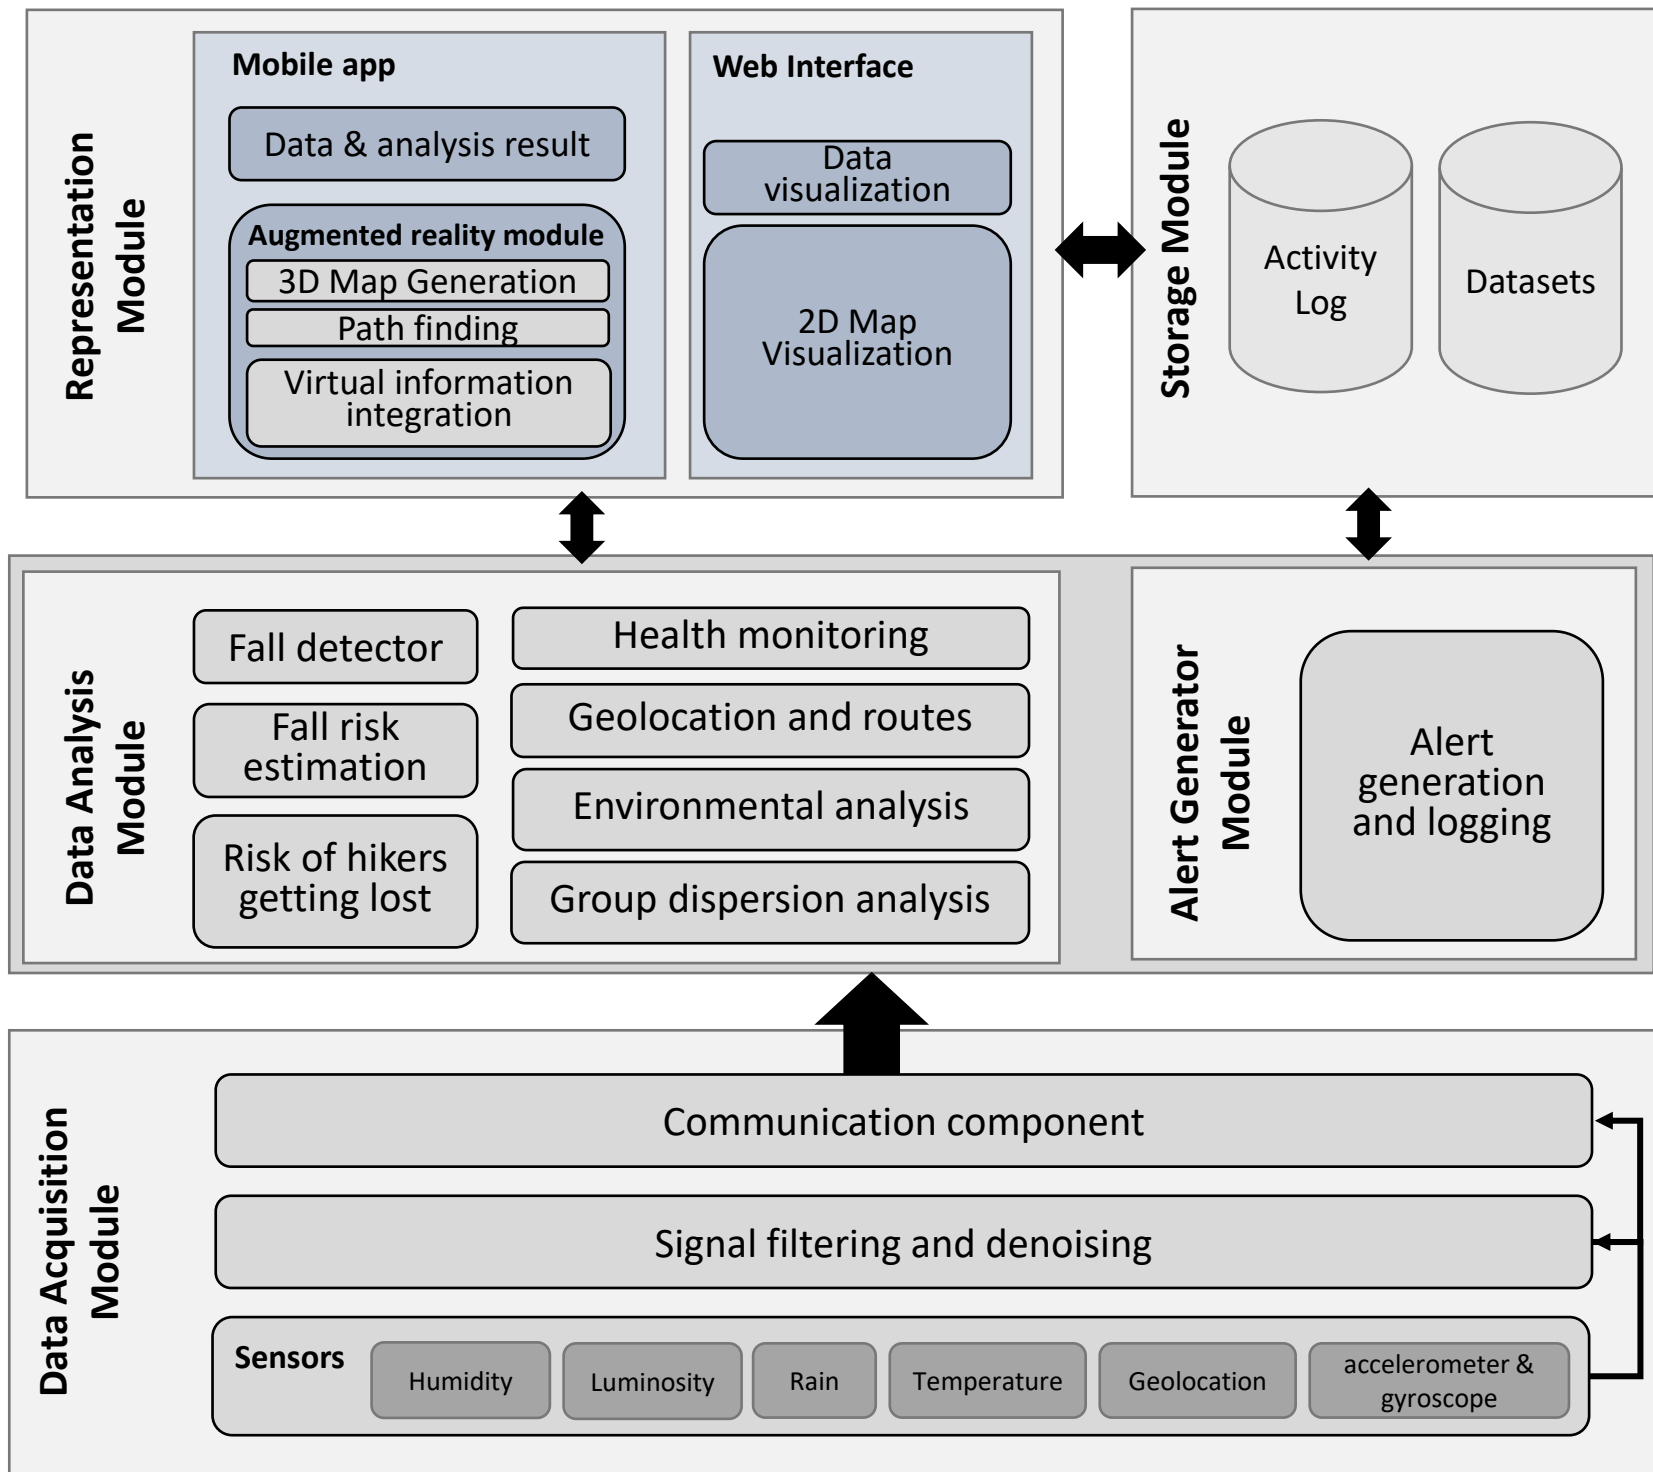 Representation
Module
Mobile app
Data & analysis result
Augmented reality module
3D Map Generation
Path finding
Virtual information
integration
Web Interface
Data
visualization
2D Map
Visualization
Storage Module
Activity
Log
Datasets
Data Analysis
Module
Fall detector
Fall risk
estimation
Risk of hikers
getting lost
Health monitoring
Geolocation and routes
Environmental analysis
Group dispersion analysis
Alert Generator
Module
Alert
generation
and logging
Data Acquisition
Module
Communication component
Signal filtering and denoising
Sensors
Humidity
Luminosity
Rain
Temperature
Geolocation
accelerometer &
gyroscope